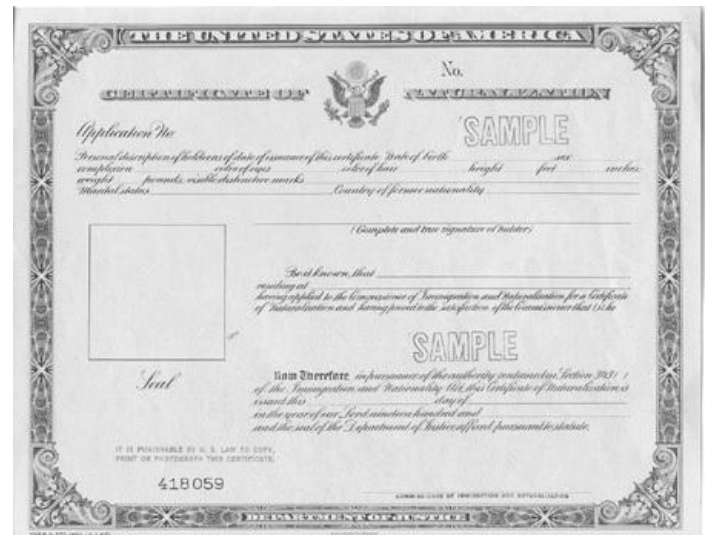 THE UNITED STATES OF AMERICA
No.
CERTIFICATE OF NATURALIZATION
Application No.
SAMPLE
Personal description of holder as of date of issuance of this certificate: Date of birth sex
complexion color of eyes color of hair height feet inches
weight pounds, visible distinctive marks
Marital status Country of former nationality
(Complete and true signature of holder)
Be it known, that
residing at
having applied to the Commissioner of Immigration and Naturalization for a Certificate
of Naturalization and having proved to the satisfaction of the Commissioner that (s)he
SAMPLE
Seal
Now Therefore, in pursuance of the authority contained in Section
of the Immigration and Nationality Act, this Certificate of Naturalization is
issued this day of
in the year of our Lord nineteen hundred and
and the seal of the Department of Justice affixed pursuant to statute.
IT IS PUNISHABLE BY U. S. LAW TO COPY,
PRINT OR PHOTOGRAPH THIS CERTIFICATE.
418059
COMMISSIONER OF IMMIGRATION AND NATURALIZATION
DEPARTMENT OF JUSTICE